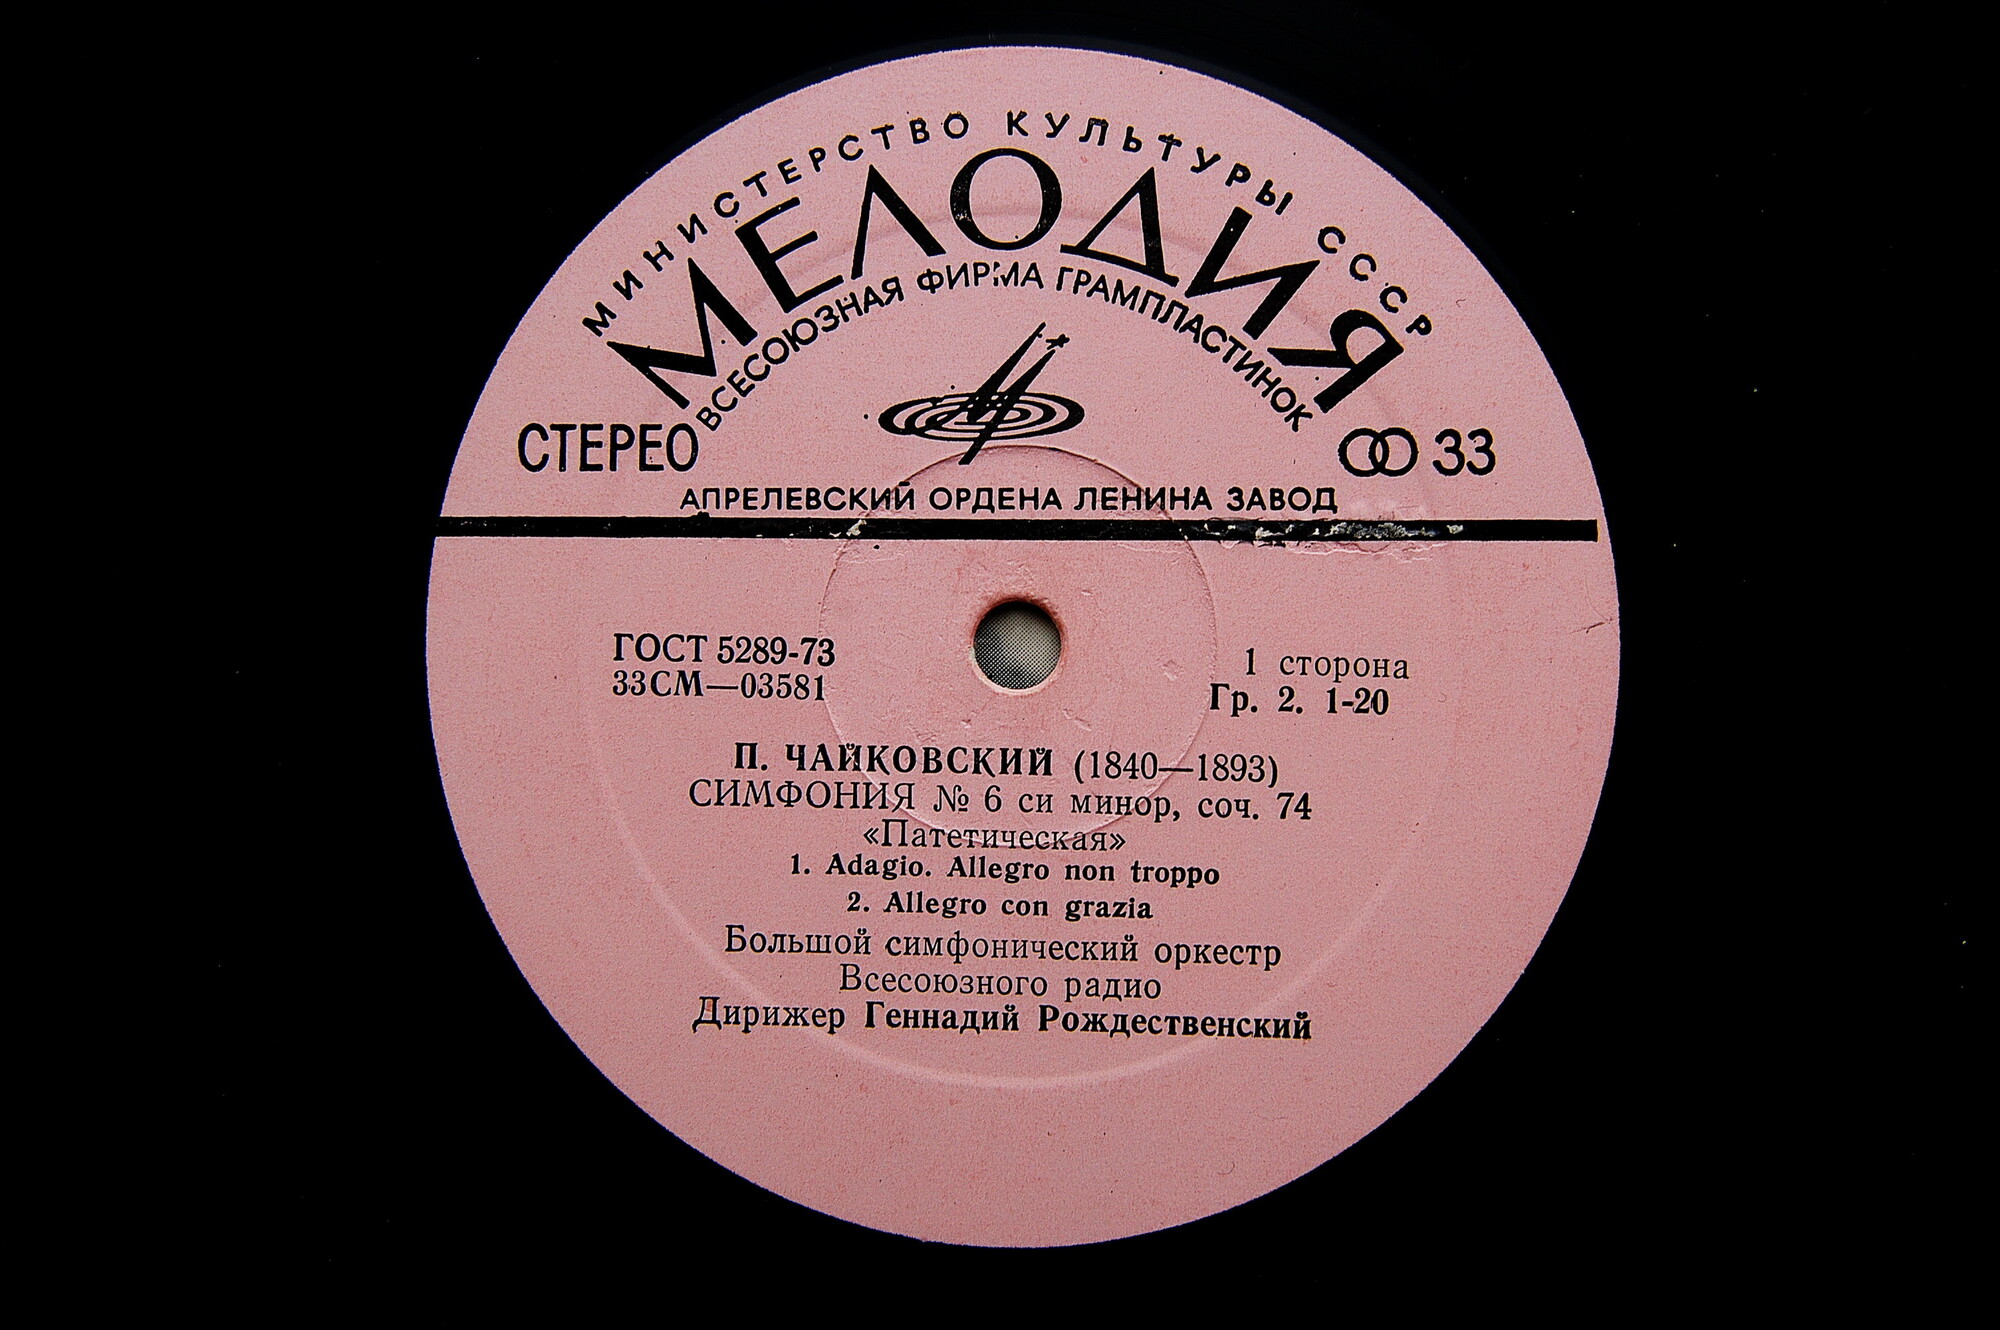 МИНИСТЕРСТВО КУЛЬТУРЫ СССР
МЕЛОДИЯ
ВСЕСОЮЗНАЯ ФИРМА ГРАМПЛАСТИНОК
СТЕРЕО
33
АПРЕЛЕВСКИЙ ОРДЕНА ЛЕНИНА ЗАВОД
ГОСТ 5289-73
33СМ—03581
1 сторона
Гр. 2. 1-20
П. ЧАЙКОВСКИЙ (1840—1893)
СИМФОНИЯ № 6 си минор, соч. 74
«Патетическая»
1. Adagio. Allegro non troppo
2. Allegro con grazia
Большой симфонический оркестр
Всесоюзного радио
Дирижер Геннадий Рождественский